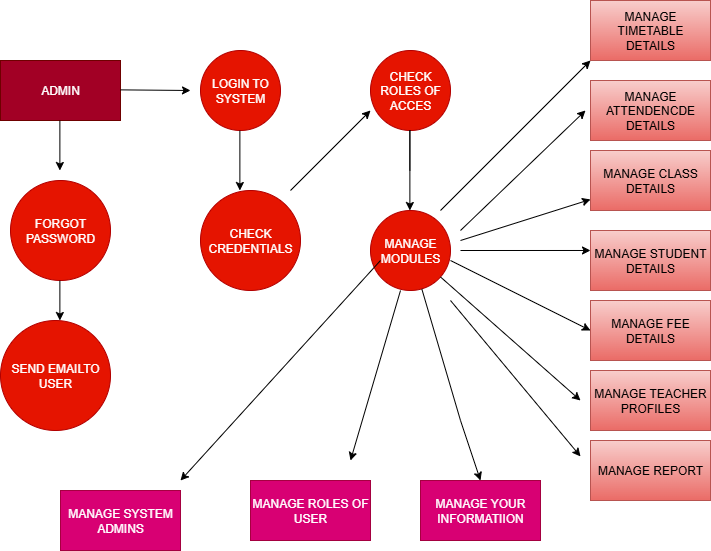 MANAGE
TIMETABLE
DETAILS
ADMIN
LOGIN TO
SYSTEM
CHECK
ROLES OF
ACCES
MANAGE
ATTENDENCDE
DETAILS
MANAGE CLASS
DETAILS
FORGOT
PASSWORD
CHECK
CREDENTIALS
MANAGE
MODULES
MANAGE STUDENT
DETAILS
MANAGE FEE
DETAILS
SEND EMAILTO
USER
MANAGE TEACHER
PROFILES
MANAGE REPORT
MANAGE SYSTEM
ADMINS
MANAGE ROLES OF
USER
MANAGE YOUR
INFORMATIION